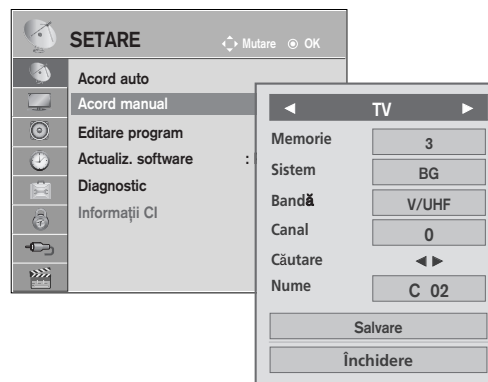 SETARE
Mutare OK
Acord auto
Acord manual
Editare program
Actualiz. software :
Diagnostic
Informații CI
◄ TV ►
Memorie 3
Sistem BG
Bandă V/UHF
Canal 0
Căutare ◄ ►
Nume C 02
Salvare
Închidere